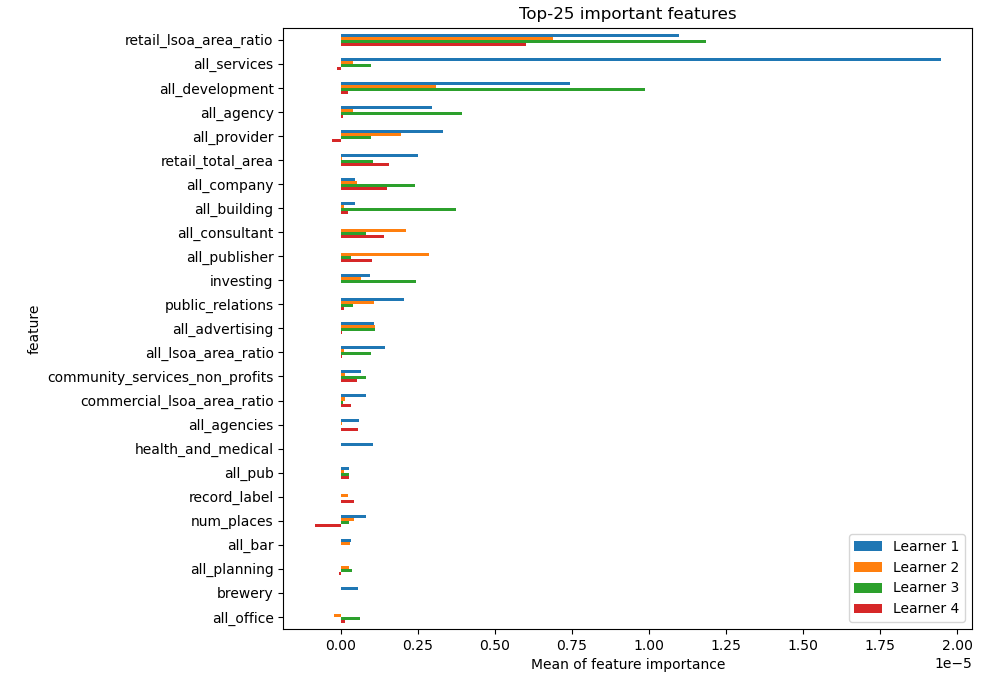 Top-25 important features
retail_lsoa_area_ratio
all_services
all_development
all_agency
all_provider
retail_total_area
all_company
all_building
all_consultant
all_publisher
investing
public_relations
all_advertising
all_lsoa_area_ratio
community_services_non_profits
commercial_lsoa_area_ratio
all_agencies
health_and_medical
all_pub
record_label
num_places
all_bar
all_planning
brewery
all_office
feature
Learner 1
Learner 2
Learner 3
Learner 4
0.00 0.25 0.50 0.75 1.00 1.25 1.50 1.75 2.00
1e−5
Mean of feature importance